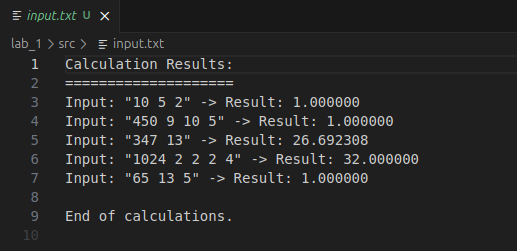 input.txt U ×
lab_1 > src > input.txt
1 Calculation Results:
2 ====================
3 Input: "10 5 2" -> Result: 1.000000
4 Input: "450 9 10 5" -> Result: 1.000000
5 Input: "347 13" -> Result: 26.692308
6 Input: "1024 2 2 2 4" -> Result: 32.000000
7 Input: "65 13 5" -> Result: 1.000000
8
9 End of calculations.
10